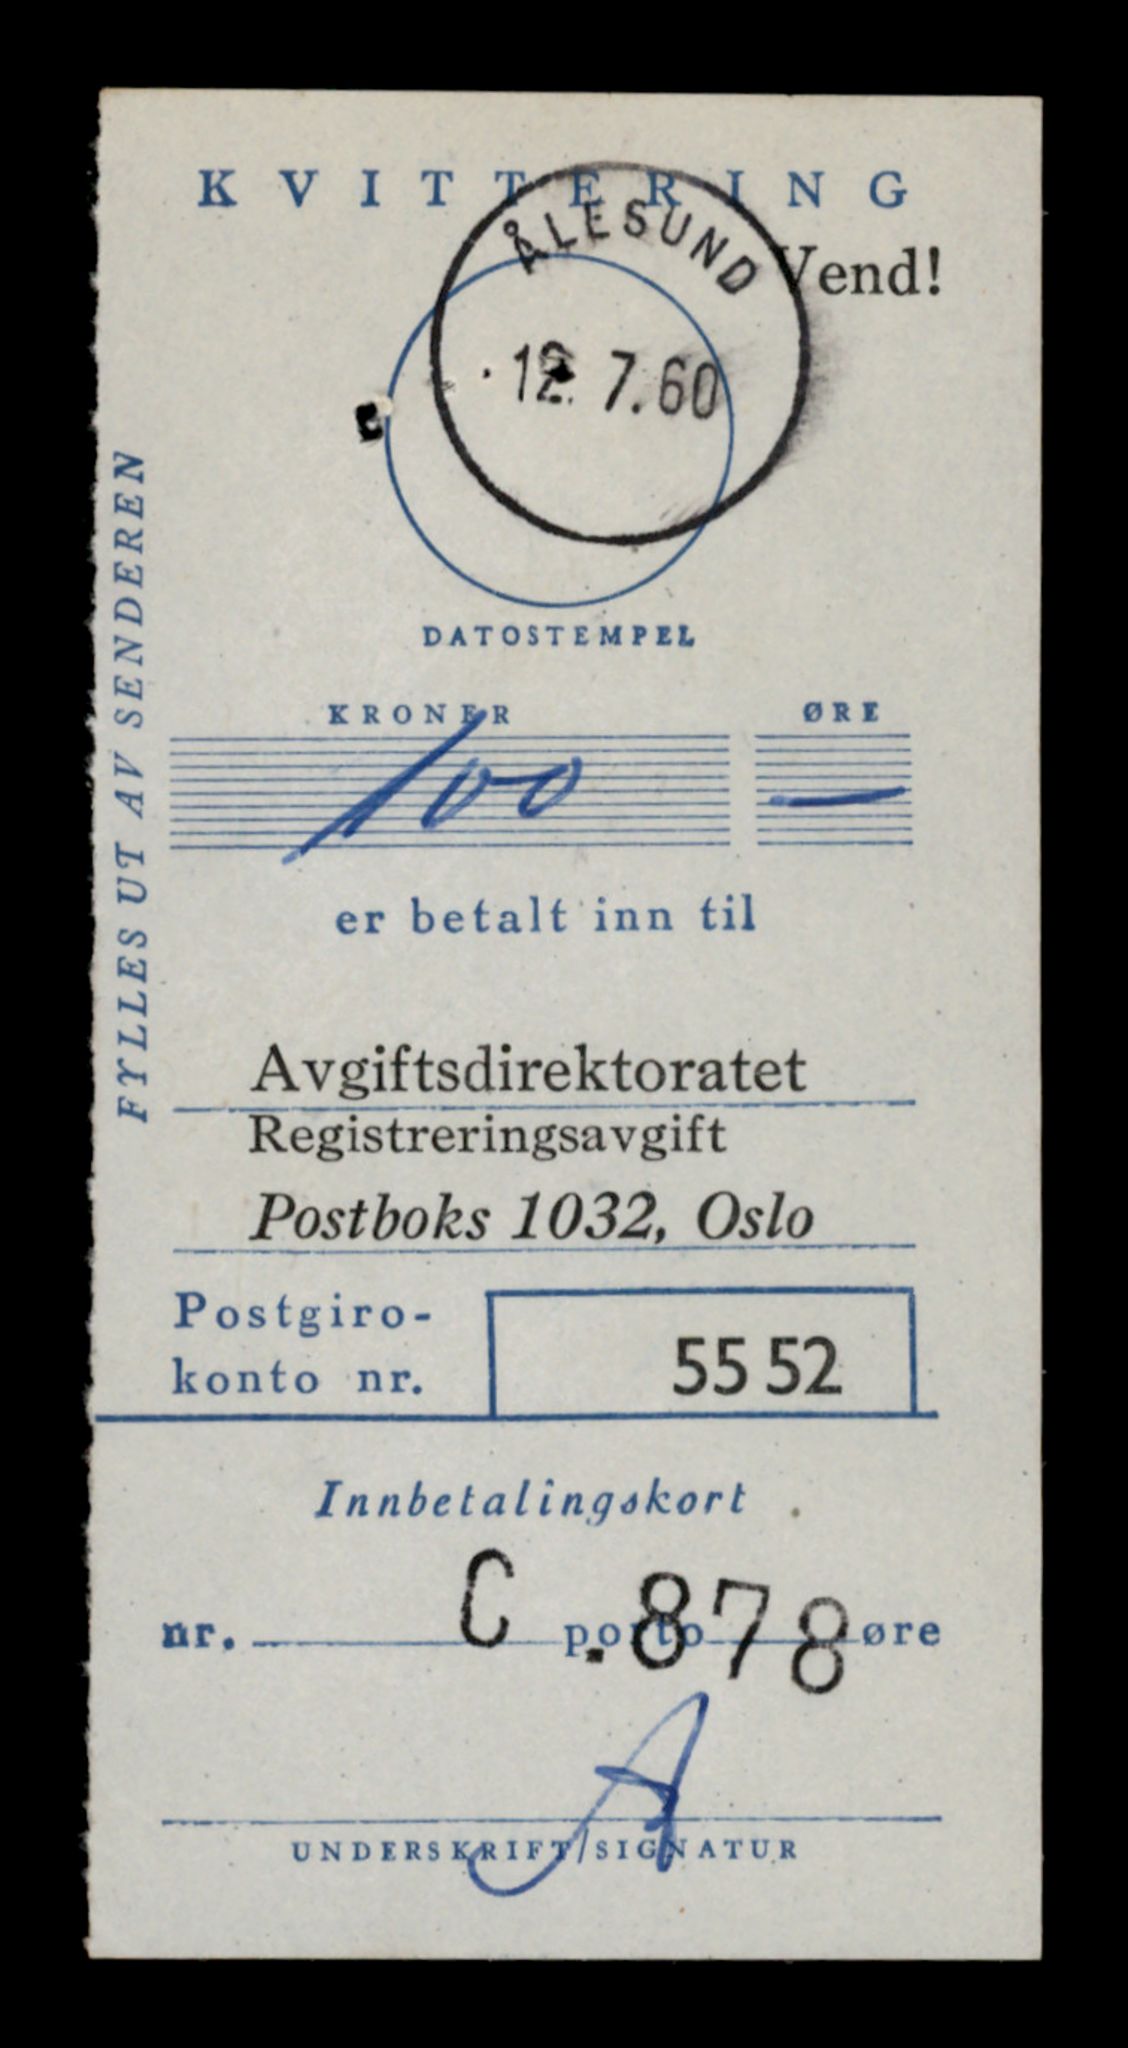 KVITTERING
ÅLESUND
Vend!
12. 7. 60
DATOSTEMPEL
FYLLES UT AV SENDEREN
KRONER ØRE
100 —
er betalt inn til
Avgiftsdirektoratet
Registreringsavgift
Postboks 1032, Oslo
Postgiro-
konto nr. 55 52
Innbetalingskort
nr. C .878 porto øre
UNDERSKRIFT/SIGNATUR